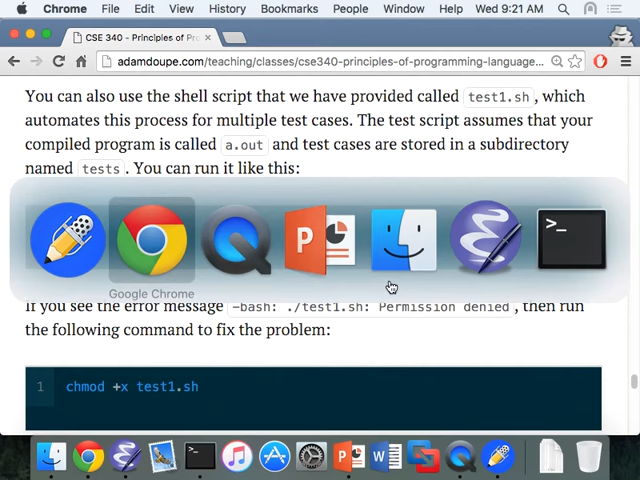 Chrome File Edit View History Bookmarks People Window Help Wed 9:21 AM
CSE 340 - Principles of Pr
adamdoupe.com/teaching/classes/cse340-principles-of-programming-language...
You can also use the shell script that we have provided called test1.sh, which
automates this process for multiple test cases. The test script assumes that your
compiled program is called a.out and test cases are stored in a subdirectory
named tests. You can run it like this:
P
>_
Google Chrome
If you see the error message -bash: ./test1.sh: Permission denied, then run
the following command to fix the problem:
1 chmod +x test1.sh